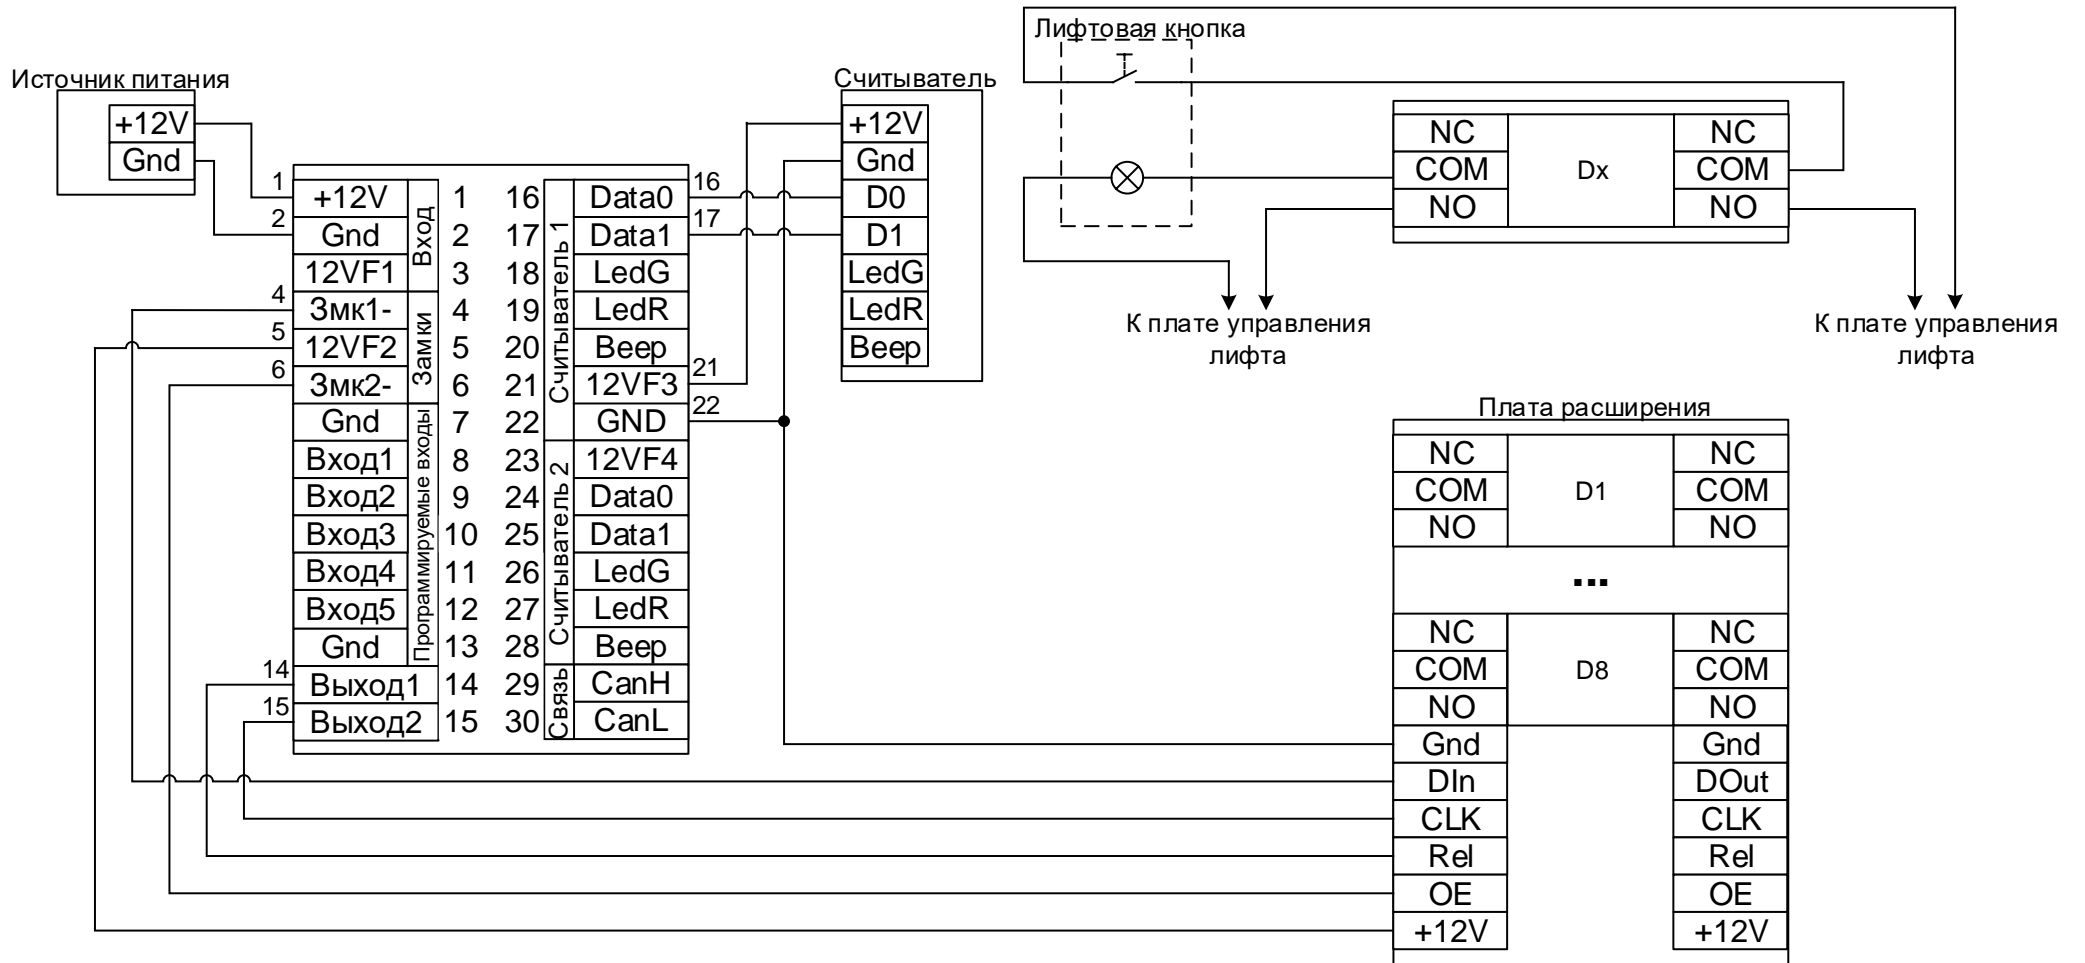 Лифтовая кнопка
Источник питания
+12V
Gnd
Считыватель
+12V
Gnd
D0
D1
LedG
LedR
Beep
NC
COM
NO
Dx
NC
COM
NO
К плате управления
лифта
К плате управления
лифта
1
2
4
5
6
14
15
+12V
Gnd
12VF1
Змк1-
12VF2
Змк2-
Gnd
Вход1
Вход2
Вход3
Вход4
Вход5
Gnd
Выход1
Выход2
Вход
Замки
Программируемые входы
1
2
3
4
5
6
7
8
9
10
11
12
13
14
15
16
17
18
19
20
21
22
23
24
25
26
27
28
29
30
Считыватель 1
Считыватель 2
Связь
Data0
Data1
LedG
LedR
Beep
12VF3
GND
12VF4
Data0
Data1
LedG
LedR
Beep
CanH
CanL
16
17
21
22
Плата расширения
NC
COM
NO
D1
NC
COM
NO
...
NC
COM
NO
D8
NC
COM
NO
Gnd
DIn
CLK
Rel
OE
+12V
Gnd
DOut
CLK
Rel
OE
+12V